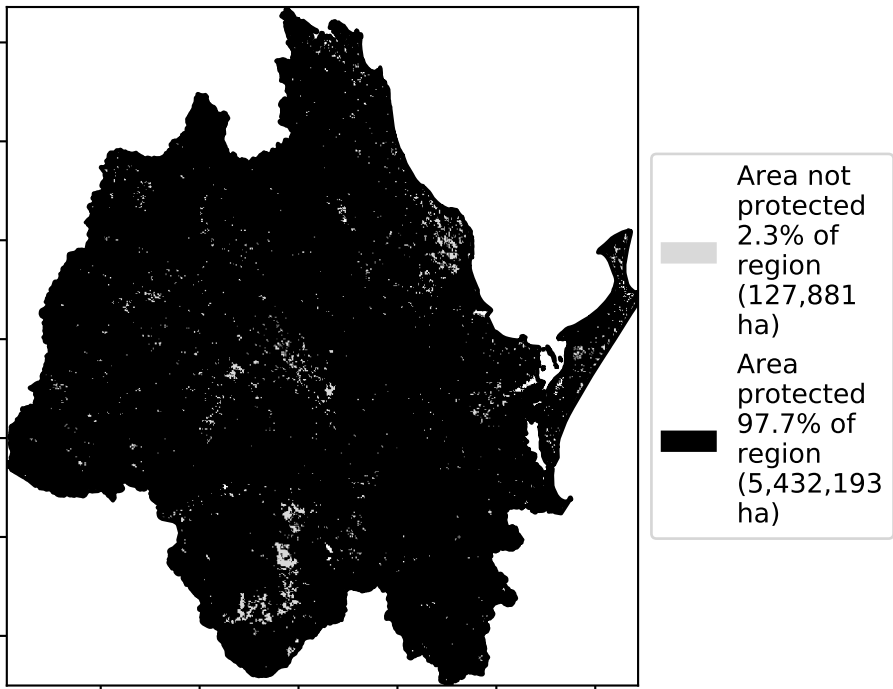 Area not
protected
2.3% of
region
(127,881
ha)
Area
protected
97.7% of
region
(5,432,193
ha)